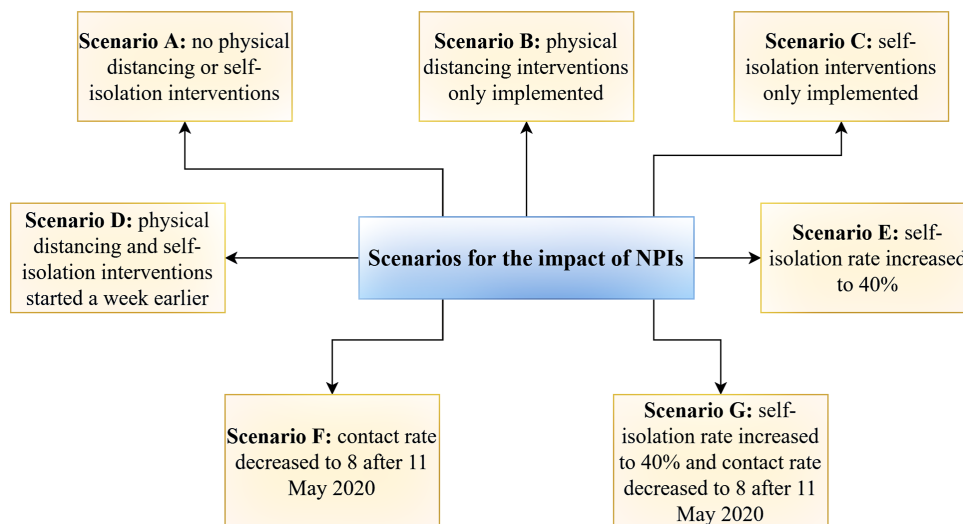 Scenario A: no physical
distancing or self-
isolation interventions
Scenario B: physical
distancing interventions
only implemented
Scenario C: self-
isolation interventions
only implemented
Scenario D: physical
distancing and self-
isolation interventions
started a week earlier
Scenarios for the impact of NPIs
Scenario E: self-
isolation rate increased
to 40%
Scenario F: contact rate
decreased to 8 after 11
May 2020
Scenario G: self-
isolation rate increased
to 40% and contact rate
decreased to 8 after 11
May 2020